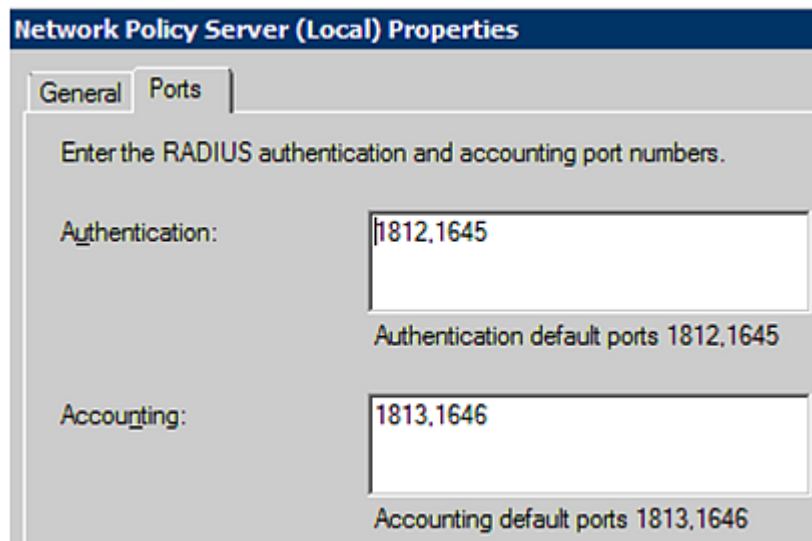 Network Policy Server (Local) Properties
General Ports
Enter the RADIUS authentication and accounting port numbers.
Authentication: 1812,1645
Authentication default ports 1812,1645
Accounting: 1813,1646
Accounting default ports 1813,1646